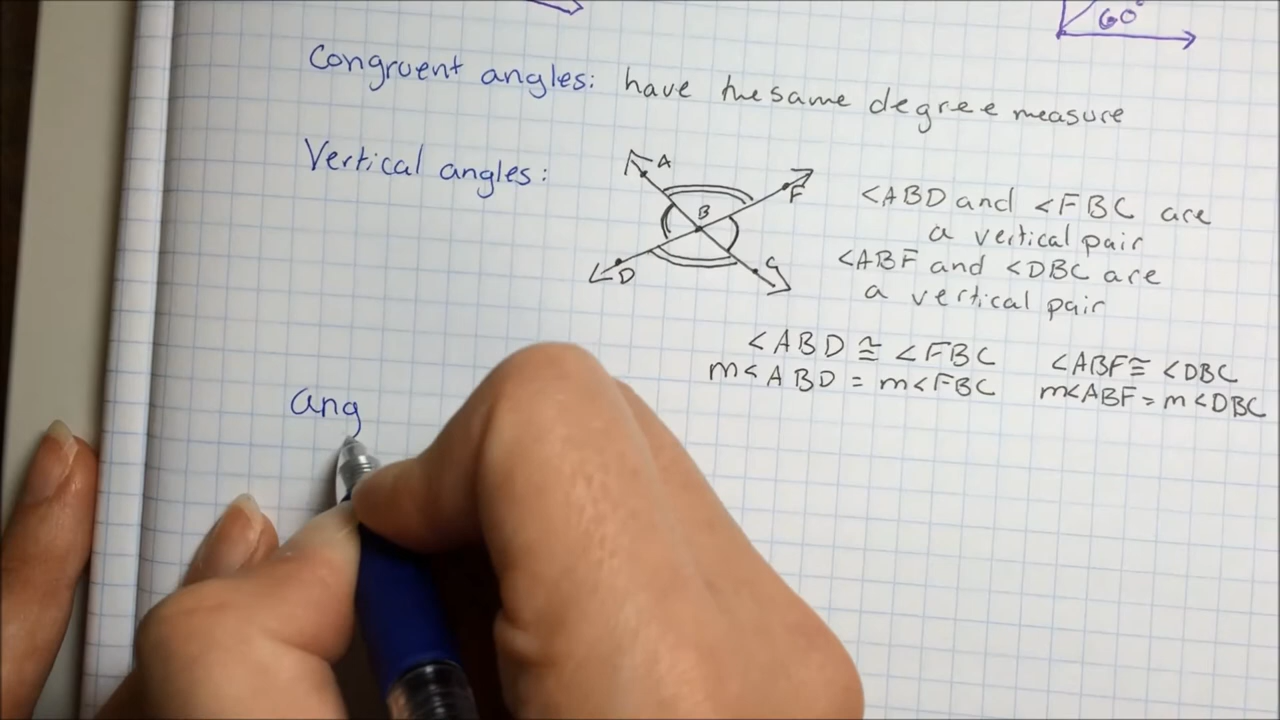 60°
Congruent angles: have the same degree measure
Vertical angles:
A
F
B
D
C
<ABD and <FBC are
a vertical pair
<ABF and <DBC are
a vertical pair
<ABD ≅ <FBC
m<ABD = m<FBC
<ABF ≅ <DBC
m<ABF = m<DBC
ang